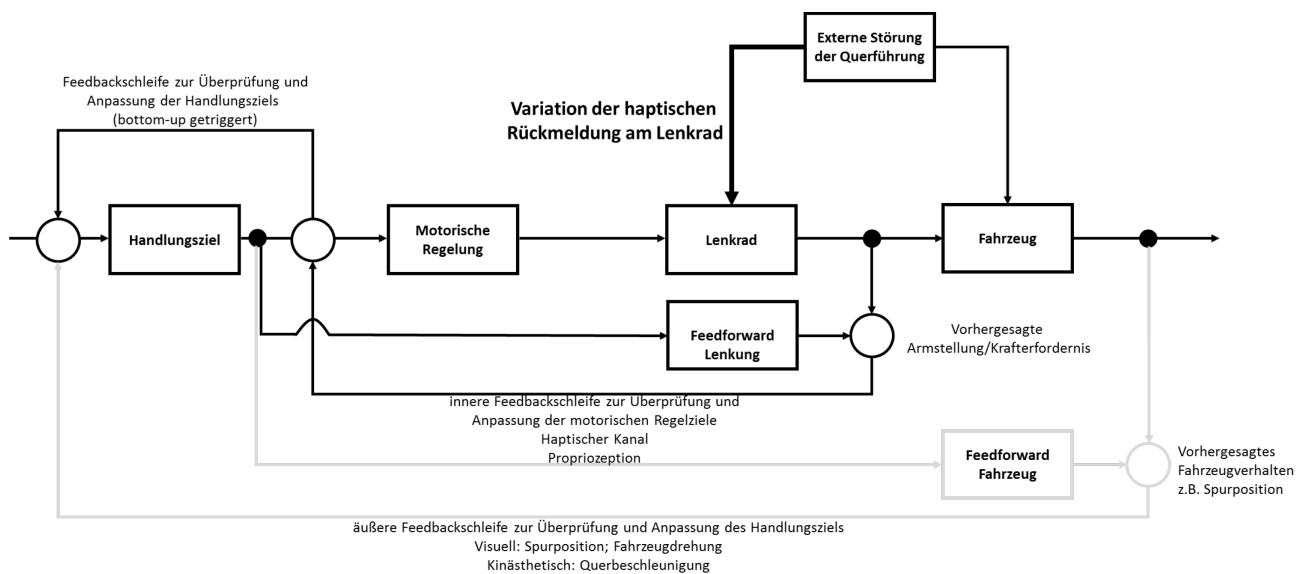 Externe Störung
der Querführung
Feedbackschleife zur Überprüfung und
Anpassung der Handlungsziels
(bottom-up getriggert)
Variation der haptischen
Rückmeldung am Lenkrad
Handlungsziel
Motorische
Regelung
Lenkrad
Fahrzeug
Feedforward
Lenkung
Vorhergesagte
Armstellung/Krafterfordernis
innere Feedbackschleife zur Überprüfung und
Anpassung der motorischen Regelziele
Haptischer Kanal
Propriozeption
Feedforward
Fahrzeug
Vorhergesagtes
Fahrzeugverhalten
z.B. Spurposition
äußere Feedbackschleife zur Überprüfung und Anpassung des Handlungsziels
Visuell: Spurposition; Fahrzeugdrehung
Kinästhetisch: Querbeschleunigung